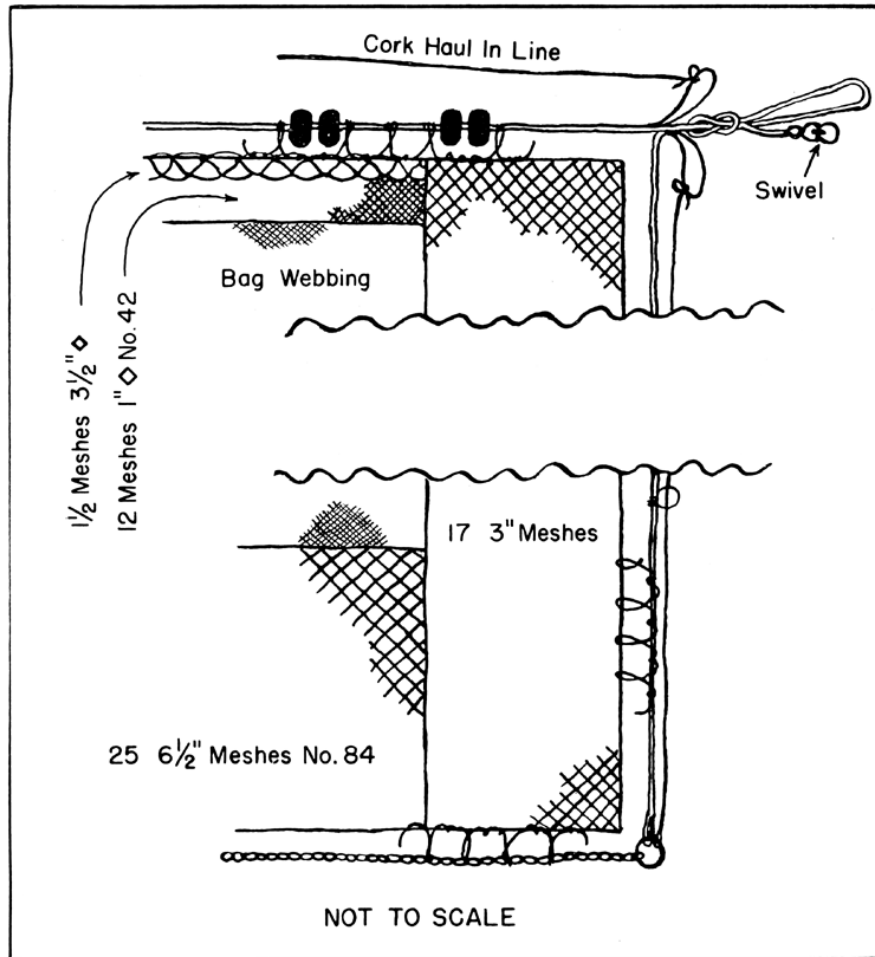 Cork Haul In Line
Swivel
Bag Webbing
1½ Meshes 3½"◇
12 Meshes 1"◇ No. 42
17 3" Meshes
25 6½" Meshes No. 84
NOT TO SCALE